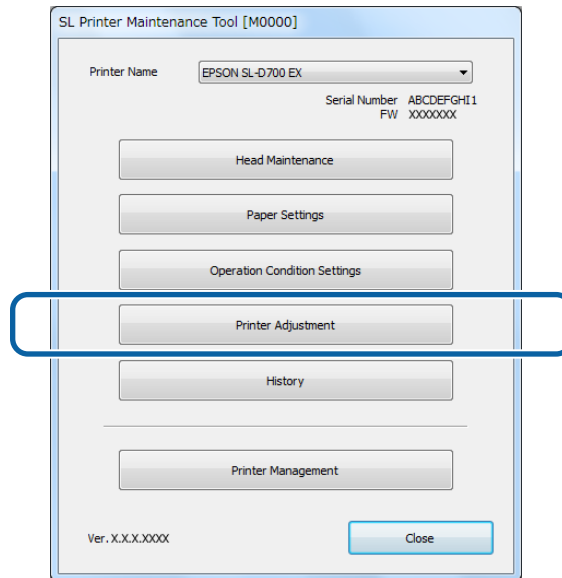 SL Printer Maintenance Tool [M0000]
Printer Name EPSON SL-D700 EX
Serial Number ABCDEFGHI1
FW XXXXXXX
Head Maintenance
Paper Settings
Operation Condition Settings
Printer Adjustment
History
Printer Management
Ver. X.X.X.XXXX Close